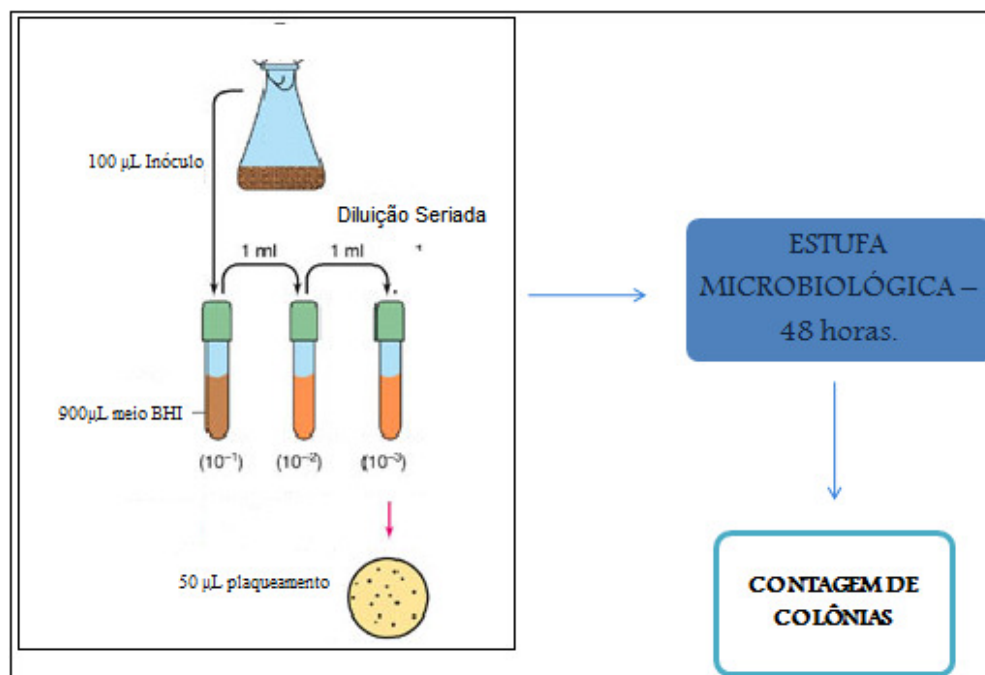 100 µL Inóculo
Diluição Seriada
1 ml
1 ml
900µL meio BHI
(10⁻¹)
(10⁻²)
(10⁻³)
50 µL plaqueamento
ESTUFA
MICROBIOLÓGICA –
48 horas.
CONTAGEM DE
COLÔNIAS